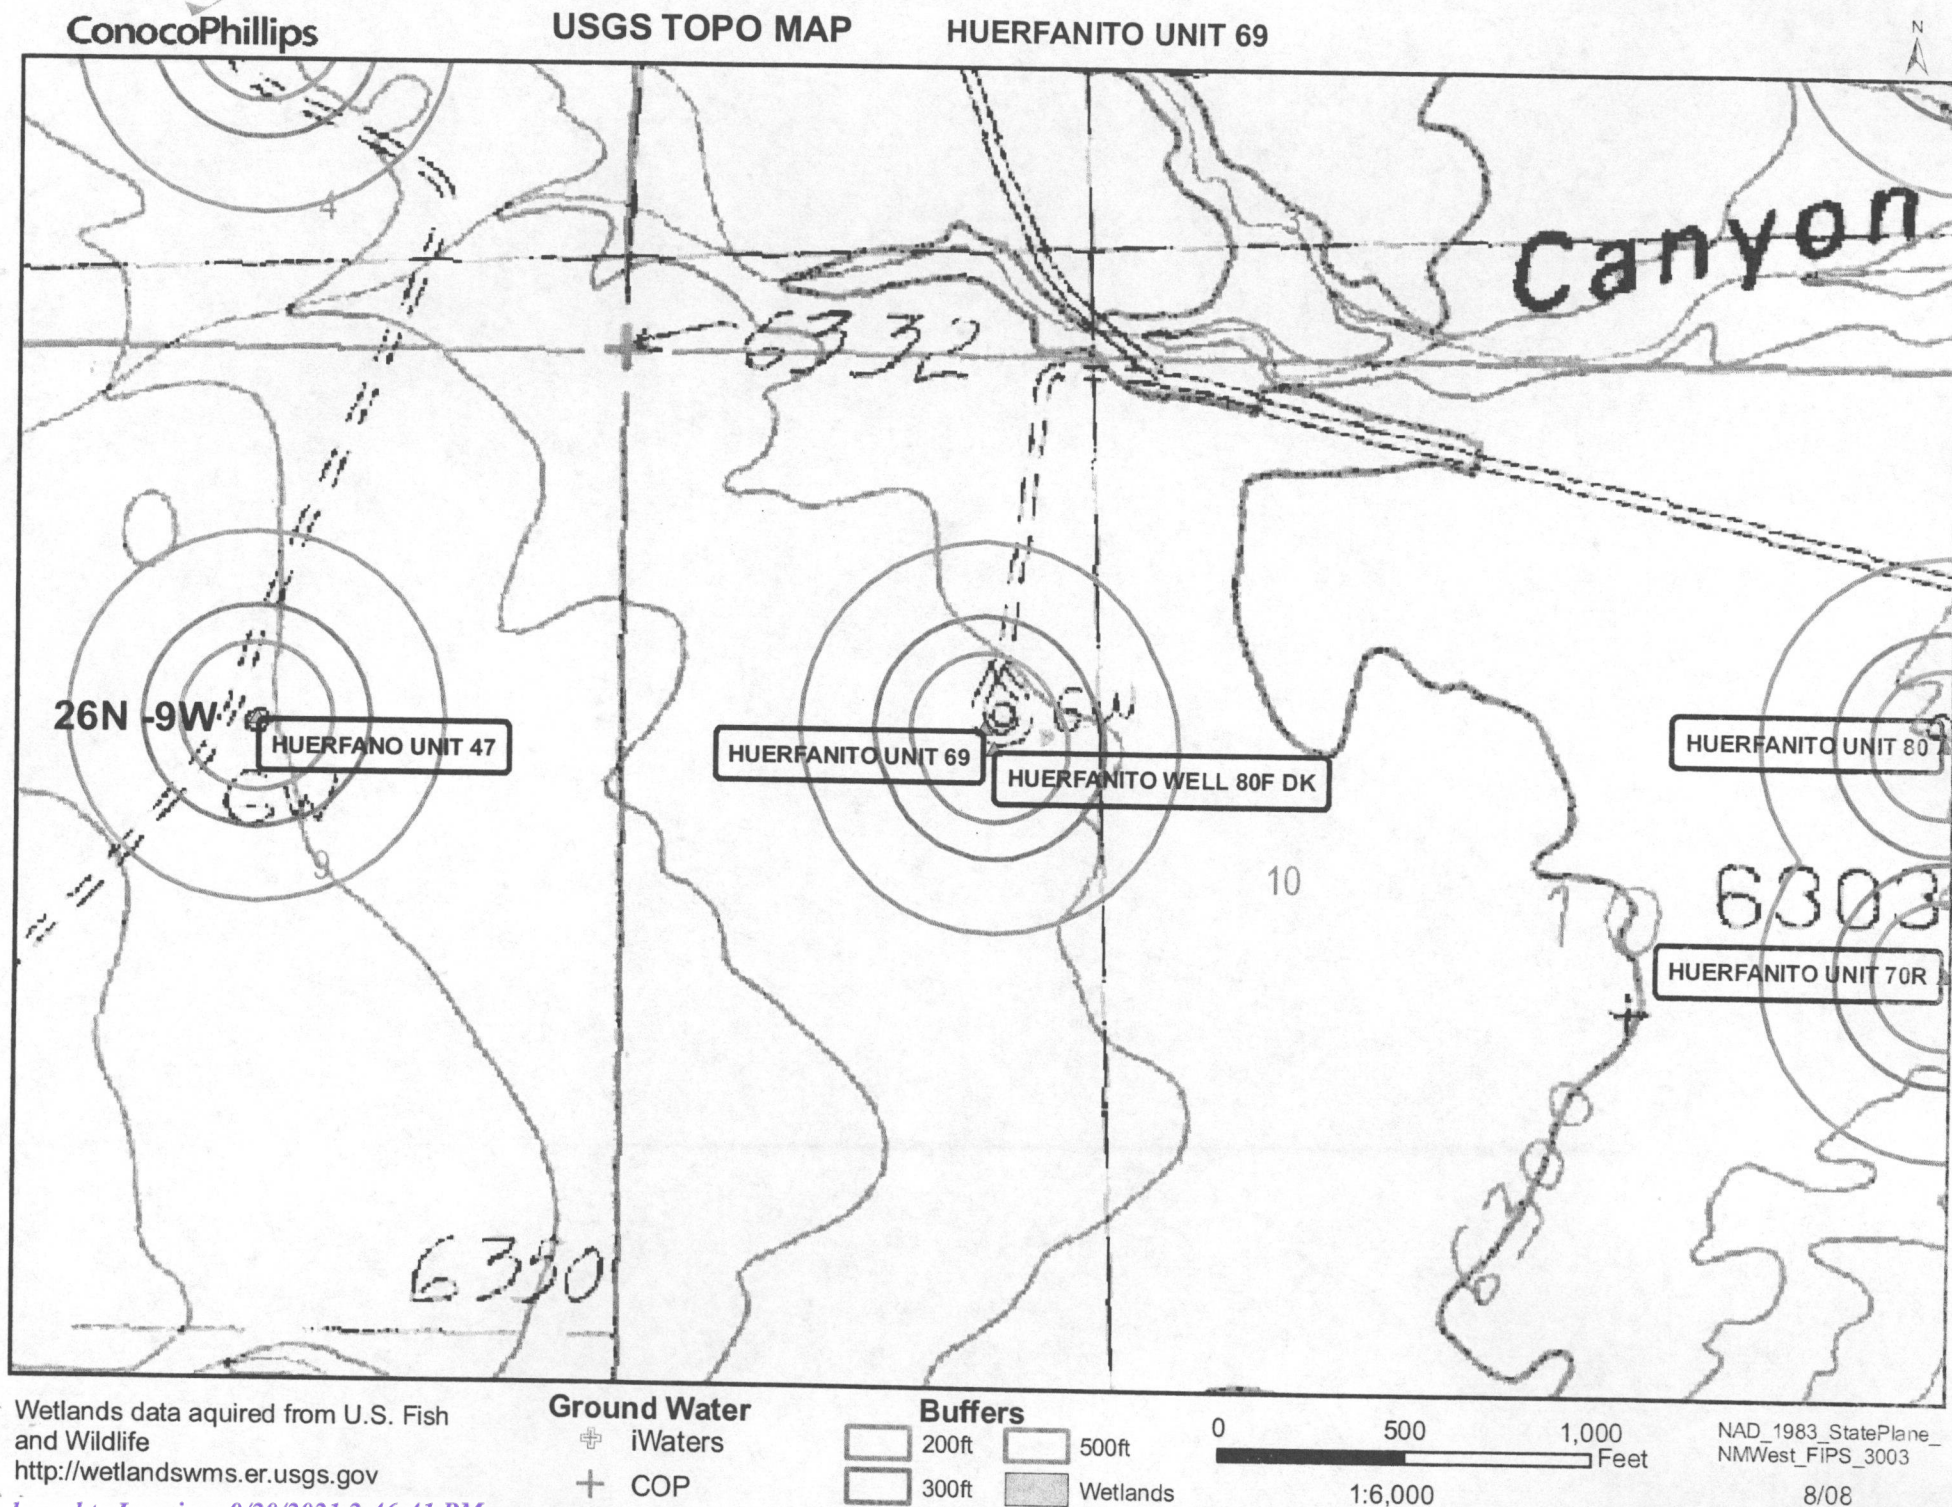 ConocoPhillips
USGS TOPO MAP
HUERFANITO UNIT 69
N
4
Canyon
6332
26N -9W
HUERFANO UNIT 47
HUERFANITO UNIT 69
HUERFANITO WELL 80F DK
HUERFANITO UNIT 80
9
10
10
6303
HUERFANITO UNIT 70R
6300
6350
Wetlands data aquired from U.S. Fish
and Wildlife
http://wetlandswms.er.usgs.gov
Ground Water
iWaters
COP
Buffers
200ft
500ft
300ft
Wetlands
0 500 1,000
Feet
1:6,000
NAD_1983_StatePlane_
NMWest_FIPS_3003
8/08